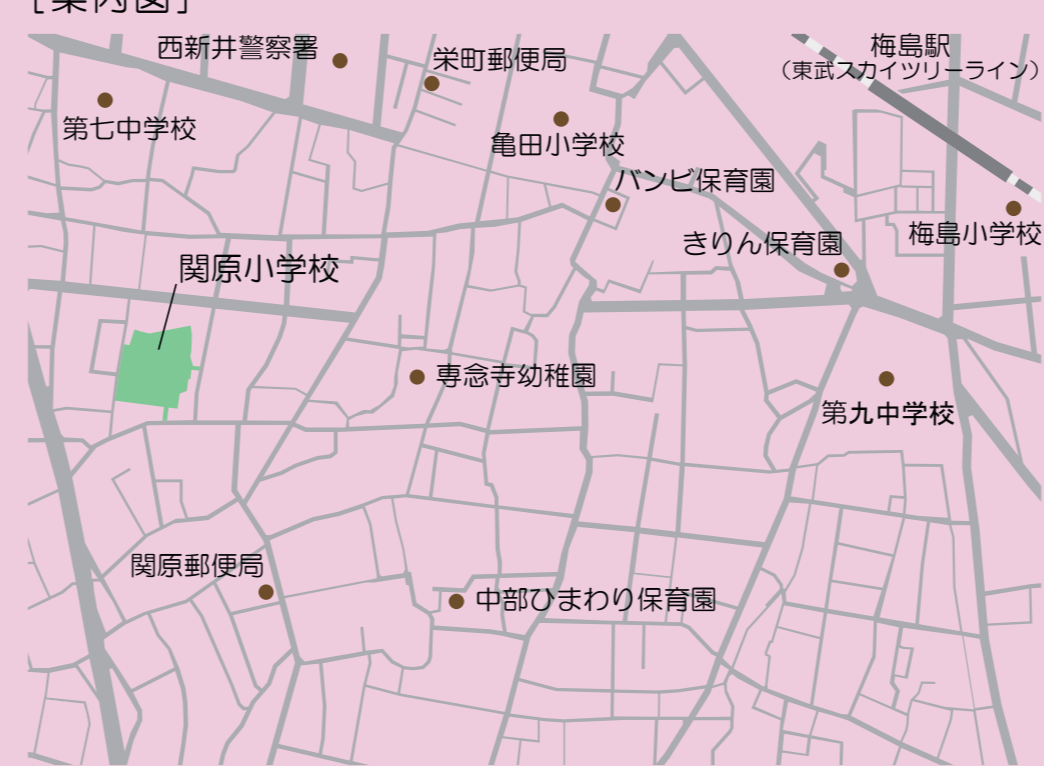 [案内図]
西新井警察署
栄町郵便局
梅島駅
（東武スカイツリーライン）
第七中学校
亀田小学校
バンビ保育園
きりん保育園
梅島小学校
関原小学校
専念寺幼稚園
第九中学校
関原郵便局
中部ひまわり保育園